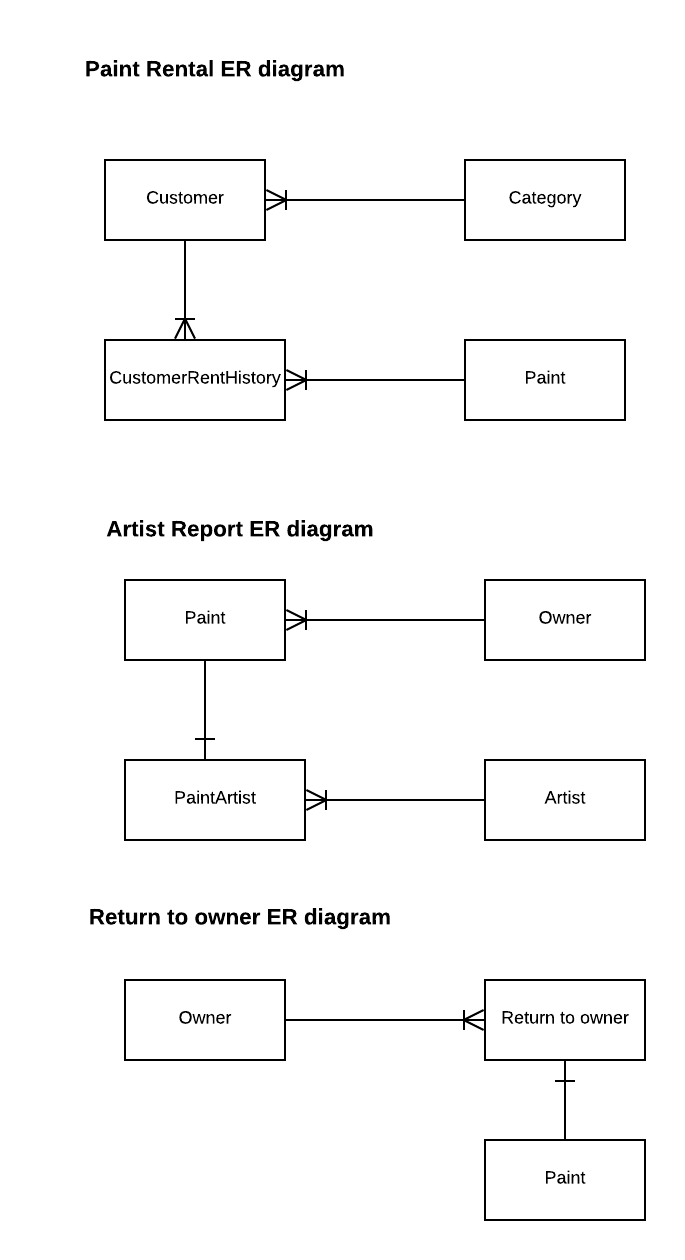 Paint Rental ER diagram
Customer
Category
CustomerRentHistory
Paint
Artist Report ER diagram
Paint
Owner
PaintArtist
Artist
Return to owner ER diagram
Owner
Return to owner
Paint